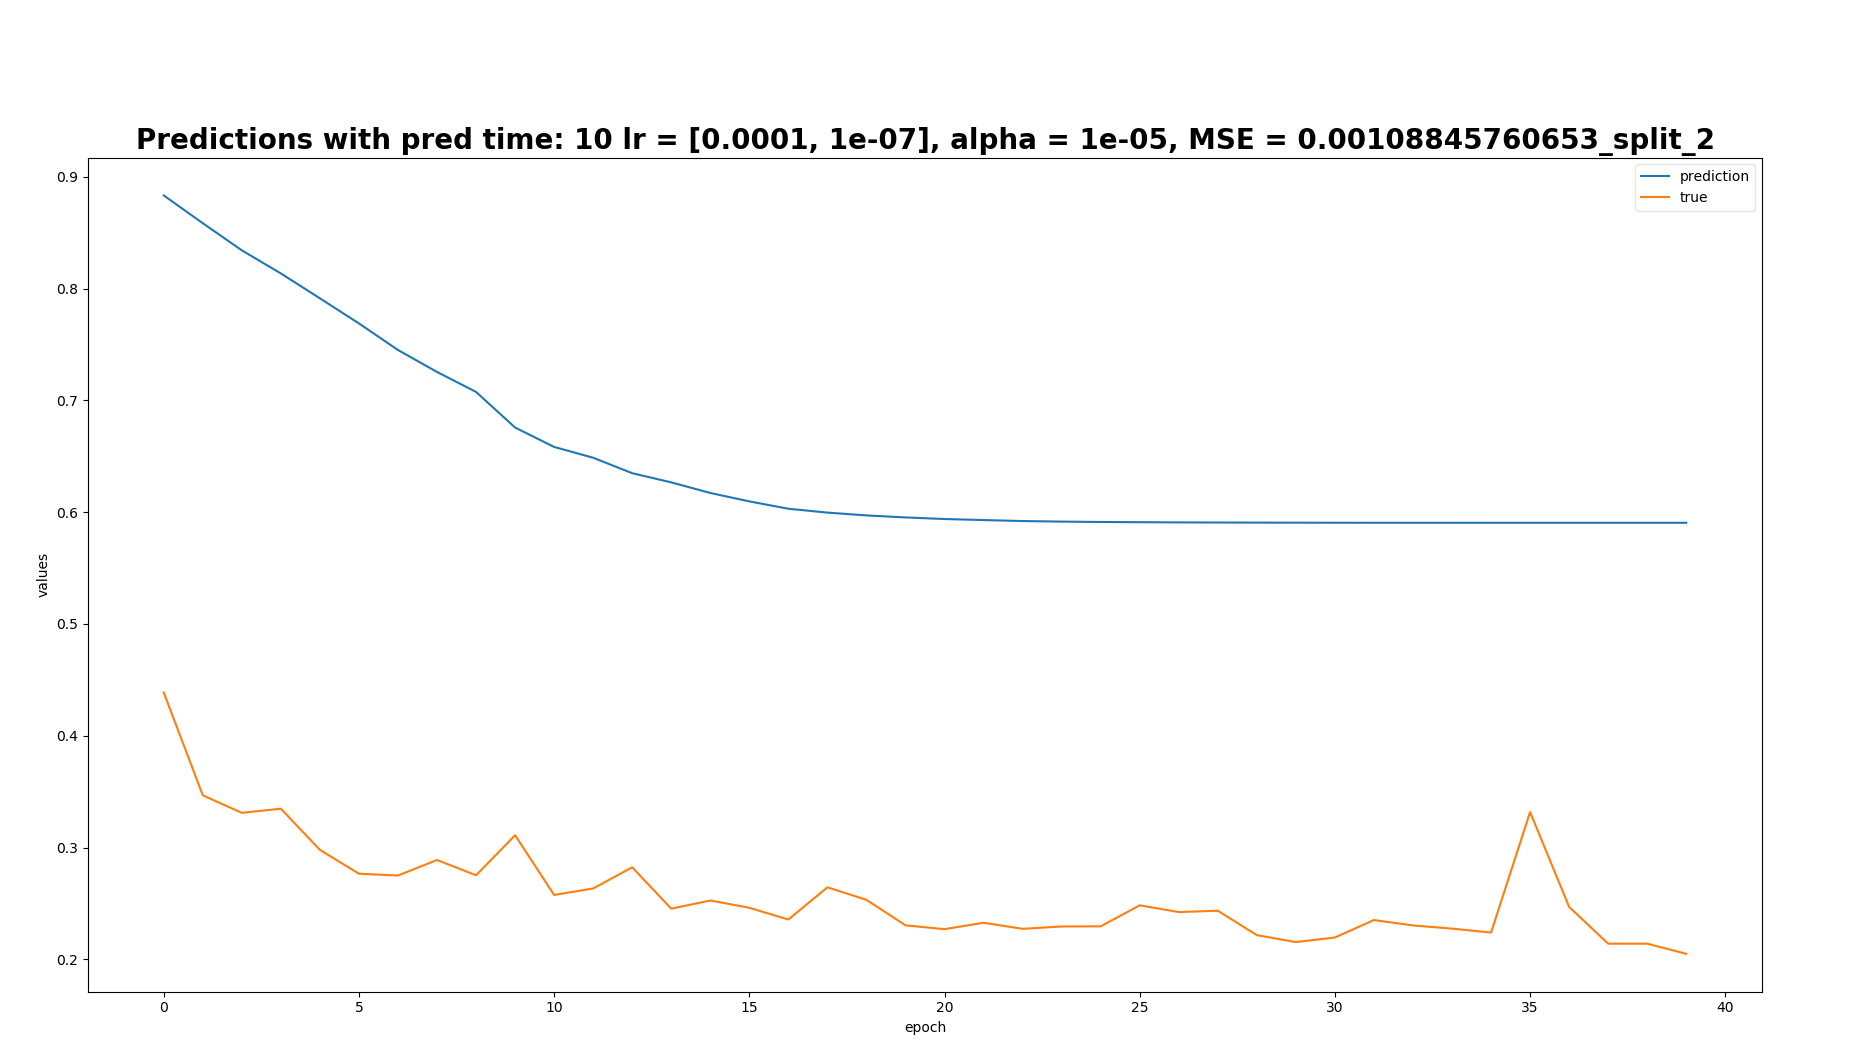 Predictions with pred time: 10 lr = [0.0001, 1e-07], alpha = 1e-05, MSE = 0.00108845760653_split_2
prediction
true
values
0.9
0.8
0.7
0.6
0.5
0.4
0.3
0.2
0 5 10 15 20 25 30 35 40
epoch